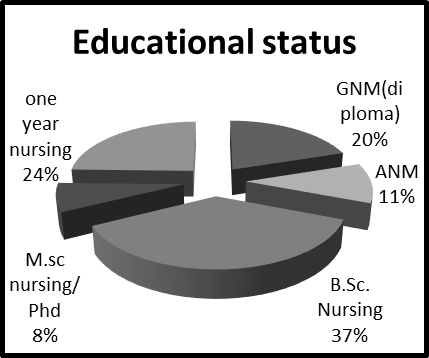 Educational status
one
year
nursing
24%
GNM(di
ploma)
20%
ANM
11%
M.sc
nursing/
Phd
8%
B.Sc.
Nursing
37%